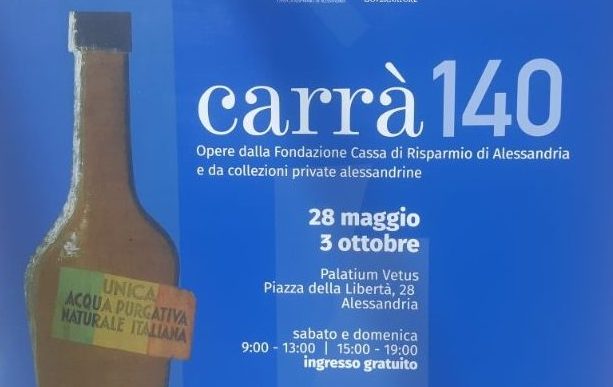 carrà 140
Opere dalla Fondazione Cassa di Risparmio di Alessandria
e da collezioni private alessandrine
28 maggio
3 ottobre
Palatium Vetus
Piazza della Libertà, 28
Alessandria
sabato e domenica
9:00 - 13:00 | 15:00 - 19:00
ingresso gratuito
UNICA
ACQUA PURGATIVA
NATURALE ITALIANA